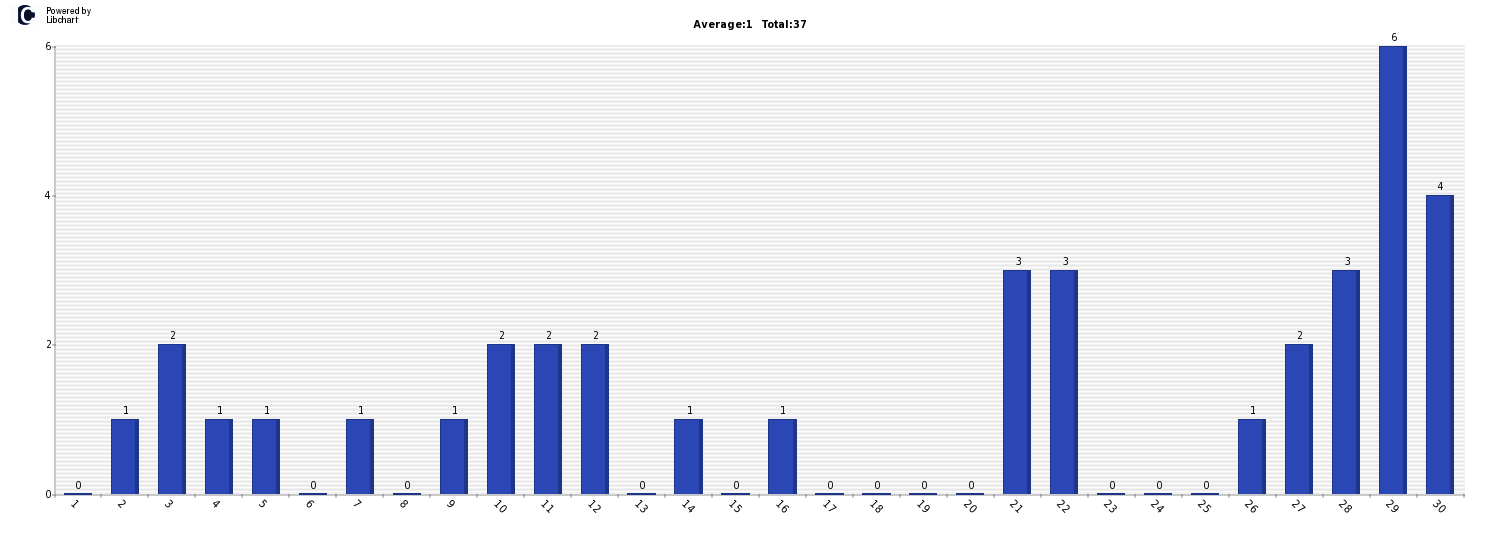 Powered by
Libchart
Average:1 Total:37
6
4
2
0
0 1 2 1 1 0 1 0 1 2 2 2 0 1 0 1 0 0 0 0 3 3 0 0 0 1 2 3 6 4
1 2 3 4 5 6 7 8 9 10 11 12 13 14 15 16 17 18 19 20 21 22 23 24 25 26 27 28 29 30